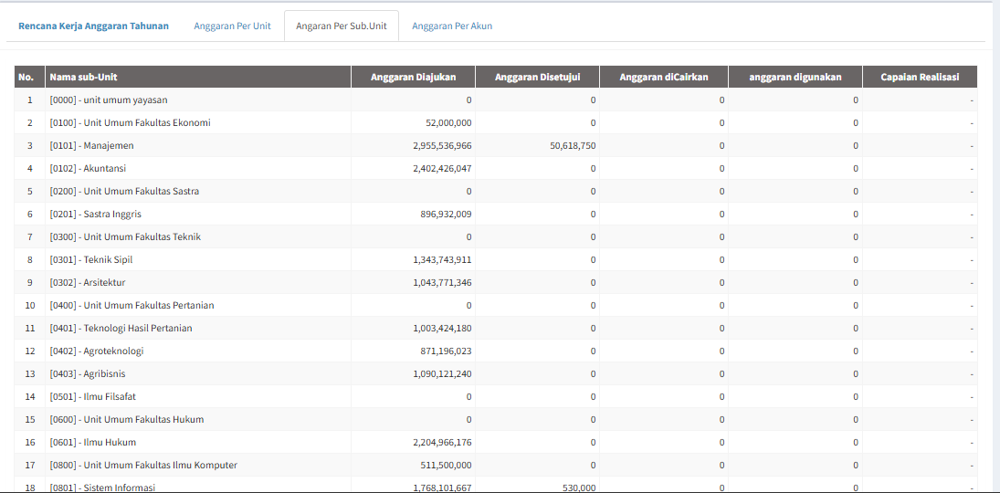 Rencana Kerja Anggaran Tahunan Anggaran Per Unit Angaran Per Sub.Unit Anggaran Per Akun
No. Nama sub-Unit Anggaran Diajukan Anggaran Disetujui Anggaran diCairkan anggaran digunakan Capaian Realisasi
1 [0000] - unit umum yayasan 0 0 0 0 -
2 [0100] - Unit Umum Fakultas Ekonomi 52,000,000 0 0 0 -
3 [0101] - Manajemen 2,955,536,966 50,618,750 0 0 -
4 [0102] - Akuntansi 2,402,426,047 0 0 0 -
5 [0200] - Unit Umum Fakultas Sastra 0 0 0 0 -
6 [0201] - Sastra Inggris 896,932,009 0 0 0 -
7 [0300] - Unit Umum Fakultas Teknik 0 0 0 0 -
8 [0301] - Teknik Sipil 1,343,743,911 0 0 0 -
9 [0302] - Arsitektur 1,043,771,346 0 0 0 -
10 [0400] - Unit Umum Fakultas Pertanian 0 0 0 0 -
11 [0401] - Teknologi Hasil Pertanian 1,003,424,180 0 0 0 -
12 [0402] - Agroteknologi 871,196,023 0 0 0 -
13 [0403] - Agribisnis 1,090,121,240 0 0 0 -
14 [0501] - Ilmu Filsafat 0 0 0 0 -
15 [0600] - Unit Umum Fakultas Hukum 0 0 0 0 -
16 [0601] - Ilmu Hukum 2,204,966,176 0 0 0 -
17 [0800] - Unit Umum Fakultas Ilmu Komputer 511,500,000 0 0 0 -
18 [0801] - Sistem Informasi 1,768,101,667 530,000 0 0 -